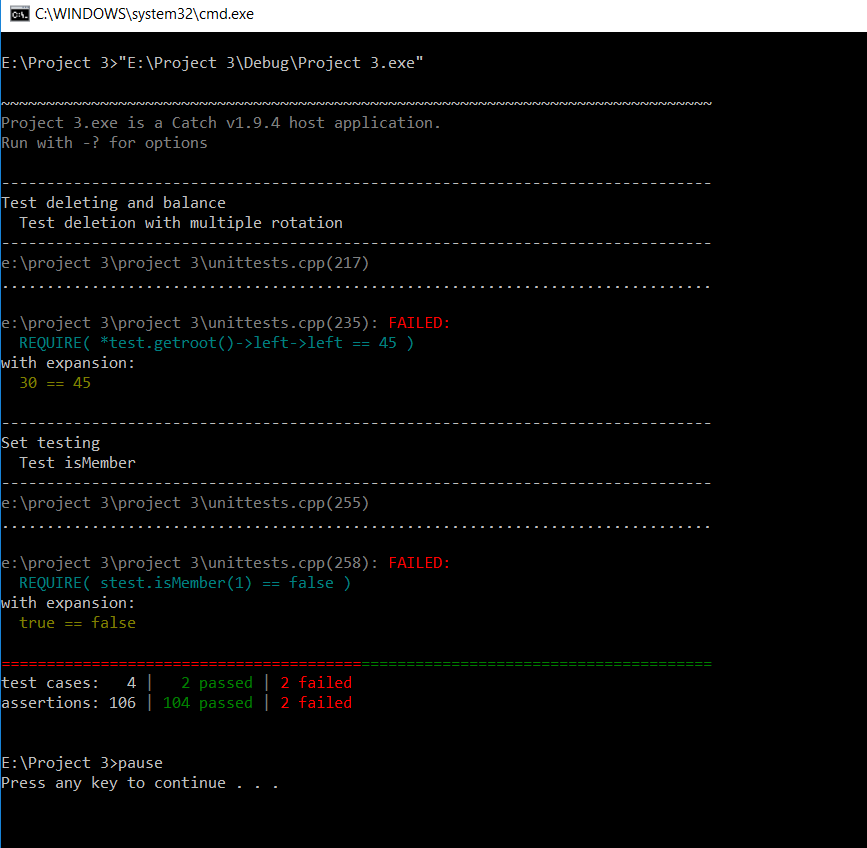 C:\WINDOWS\system32\cmd.exe
E:\Project 3>"E:\Project 3\Debug\Project 3.exe"
~~~~~~~~~~~~~~~~~~~~~~~~~~~~~~~~~~~~~~~~~~~~~~~~~~~~~~~~~~~~~~~~~~~~~~~~~~~~~~~
Project 3.exe is a Catch v1.9.4 host application.
Run with -? for options
-------------------------------------------------------------------------------
Test deleting and balance
  Test deletion with multiple rotation
-------------------------------------------------------------------------------
e:\project 3\project 3\unittests.cpp(217)
...............................................................................
e:\project 3\project 3\unittests.cpp(235): FAILED:
  REQUIRE( *test.getroot()->left->left == 45 )
with expansion:
  30 == 45
-------------------------------------------------------------------------------
Set testing
  Test isMember
-------------------------------------------------------------------------------
e:\project 3\project 3\unittests.cpp(255)
...............................................................................
e:\project 3\project 3\unittests.cpp(258): FAILED:
  REQUIRE( stest.isMember(1) == false )
with expansion:
  true == false
===============================================================================
test cases:   4 |   2 passed | 2 failed
assertions: 106 | 104 passed | 2 failed
E:\Project 3>pause
Press any key to continue . . .